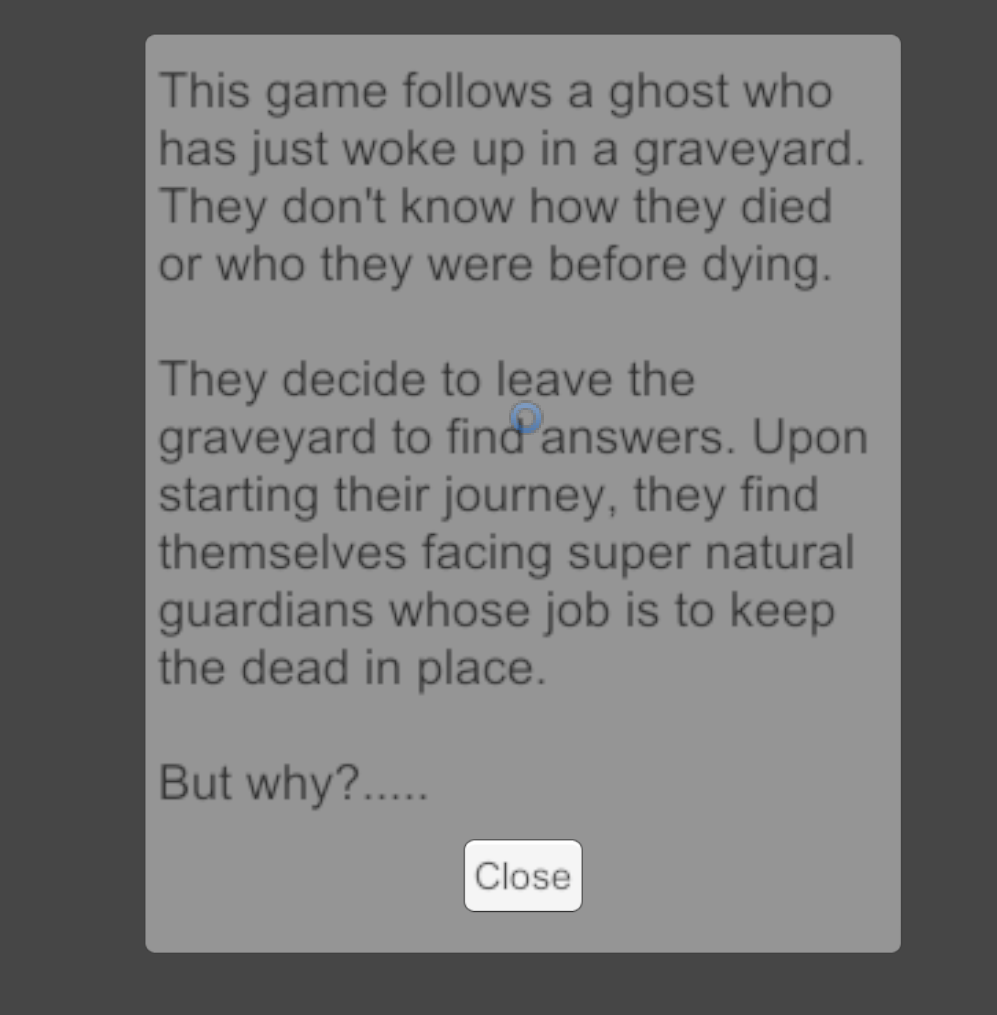 This game follows a ghost who
has just woke up in a graveyard.
They don't know how they died
or who they were before dying.
They decide to leave the
graveyard to find answers. Upon
starting their journey, they find
themselves facing super natural
guardians whose job is to keep
the dead in place.
But why?.....
Close